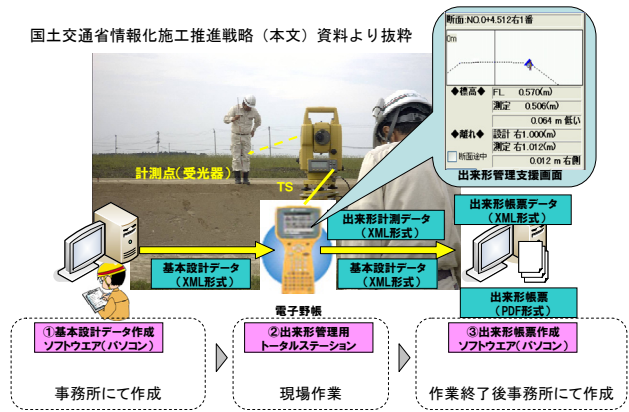 国土交通省情報化施工推進戦略（本文）資料より抜粋
断面:NO.0+4.512右1番
0m
◆標高◆ FL 0.570(m)
測定 0.506(m)
0.064 m 低い
◆離れ◆ 設計 右1.000(m)
測定 右1.012(m)
断面途中
0.012 m 右側
出来形管理支援画面
計測点(受光器)
TS
基本設計データ
（XML形式）
出来形計測データ
（XML形式）
基本設計データ
（XML形式）
出来形帳票データ
（XML形式）
出来形帳票
（PDF形式）
電子野帳
①基本設計データ作成
ソフトウエア（パソコン）
事務所にて作成
②出来形管理用
トータルステーション
現場作業
③出来形帳票作成
ソフトウエア（パソコン）
作業終了後事務所にて作成